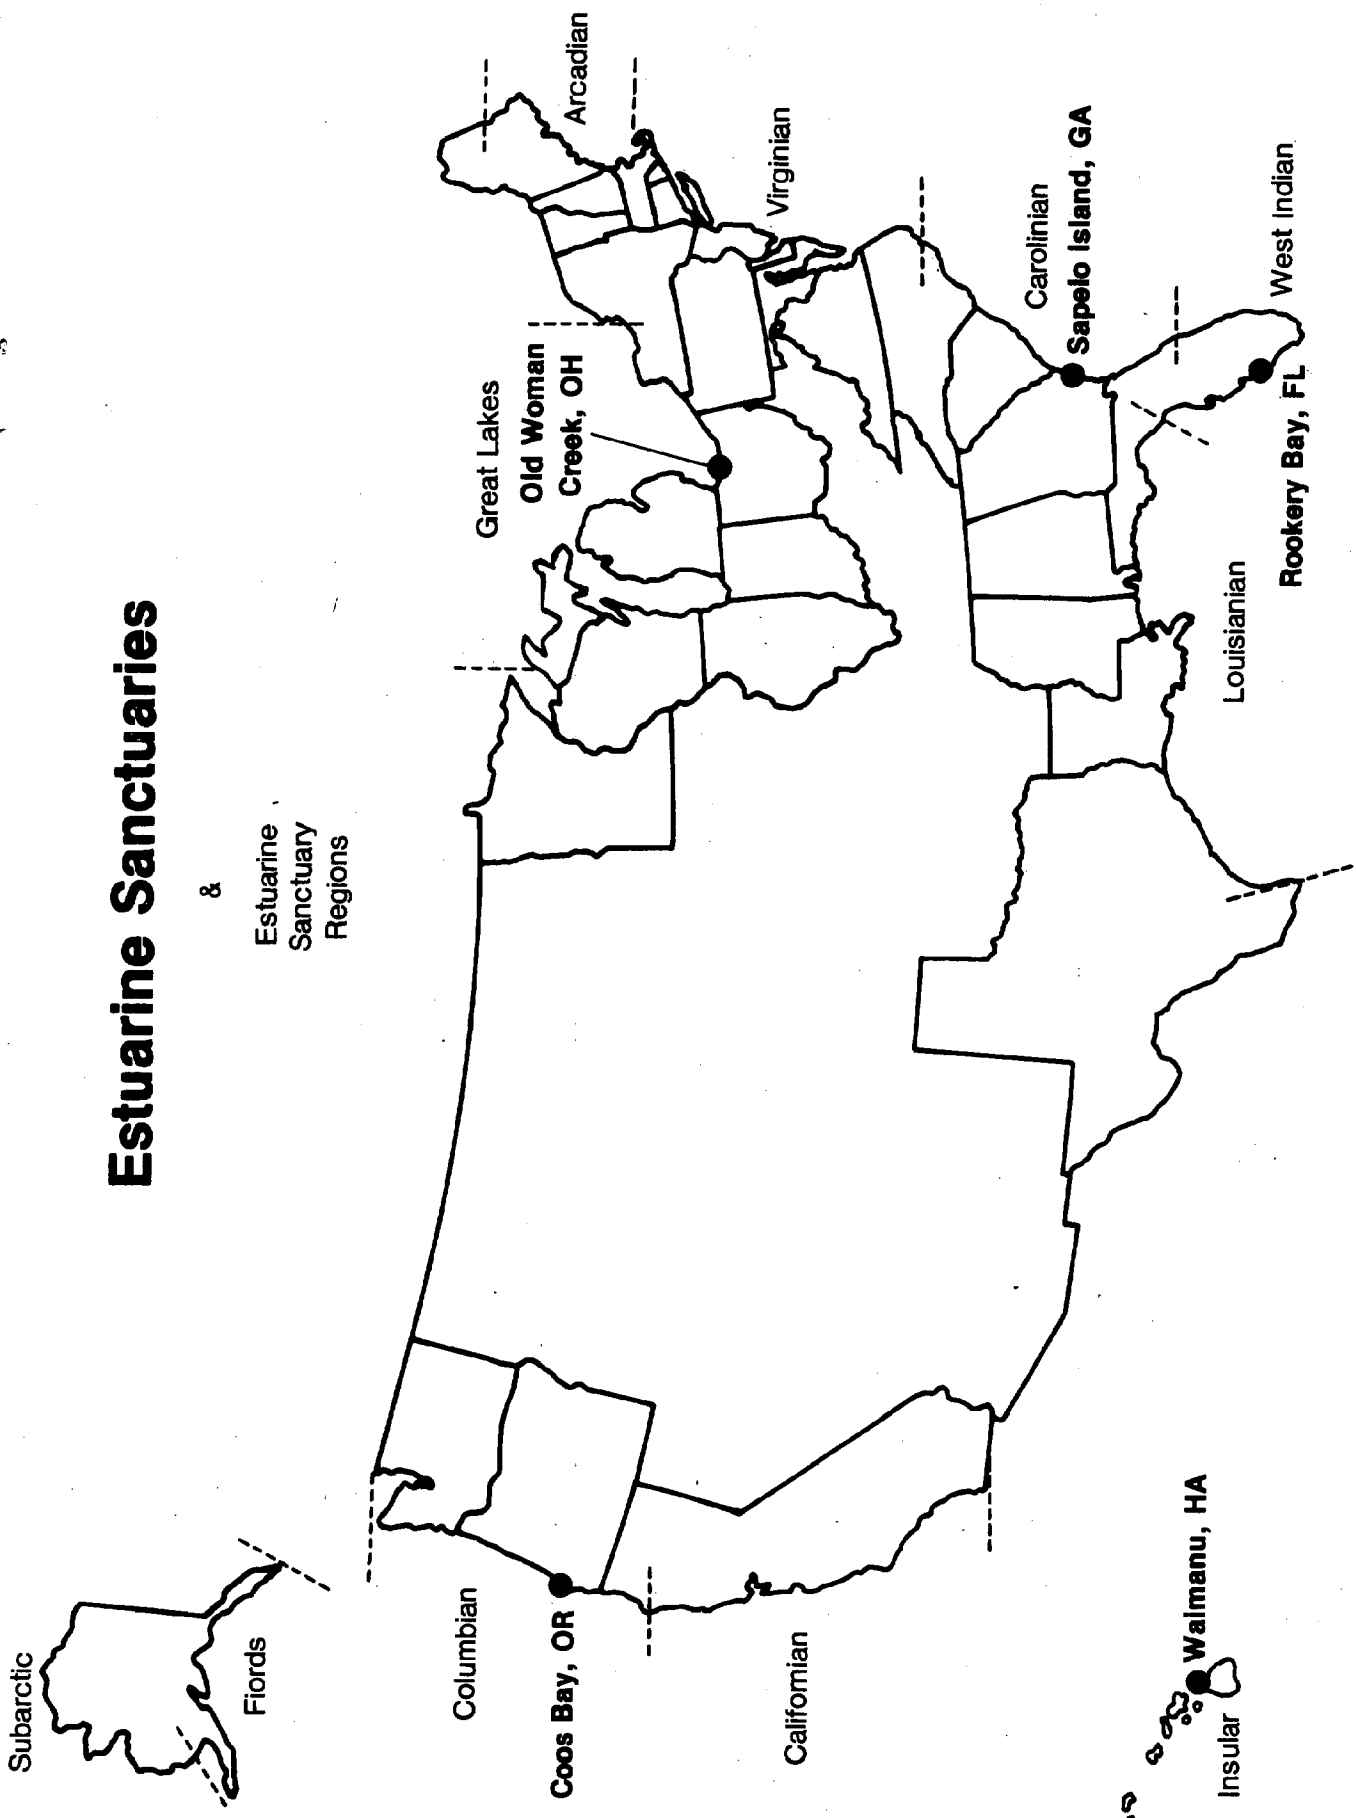 Estuarine Sanctuaries
&
Estuarine
Sanctuary
Regions
Subarctic
Fiords
Columbian
Coos Bay, OR
Californian
Walmanu, HA
Insular
Great Lakes
Old Woman
Creek, OH
Arcadian
Virginian
Carolinian
Sapelo Island, GA
West Indian
Rookery Bay, FL
Louisianian